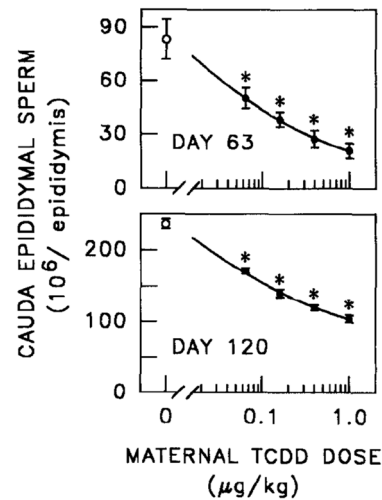 CAUDA EPIDIDYMAL SPERM
(10⁶/ epididymis)
90
60
30
0
* * * *
DAY 63
200
100
0
* * * *
DAY 120
0 0.1 1.0
MATERNAL TCDD DOSE
(μg/kg)